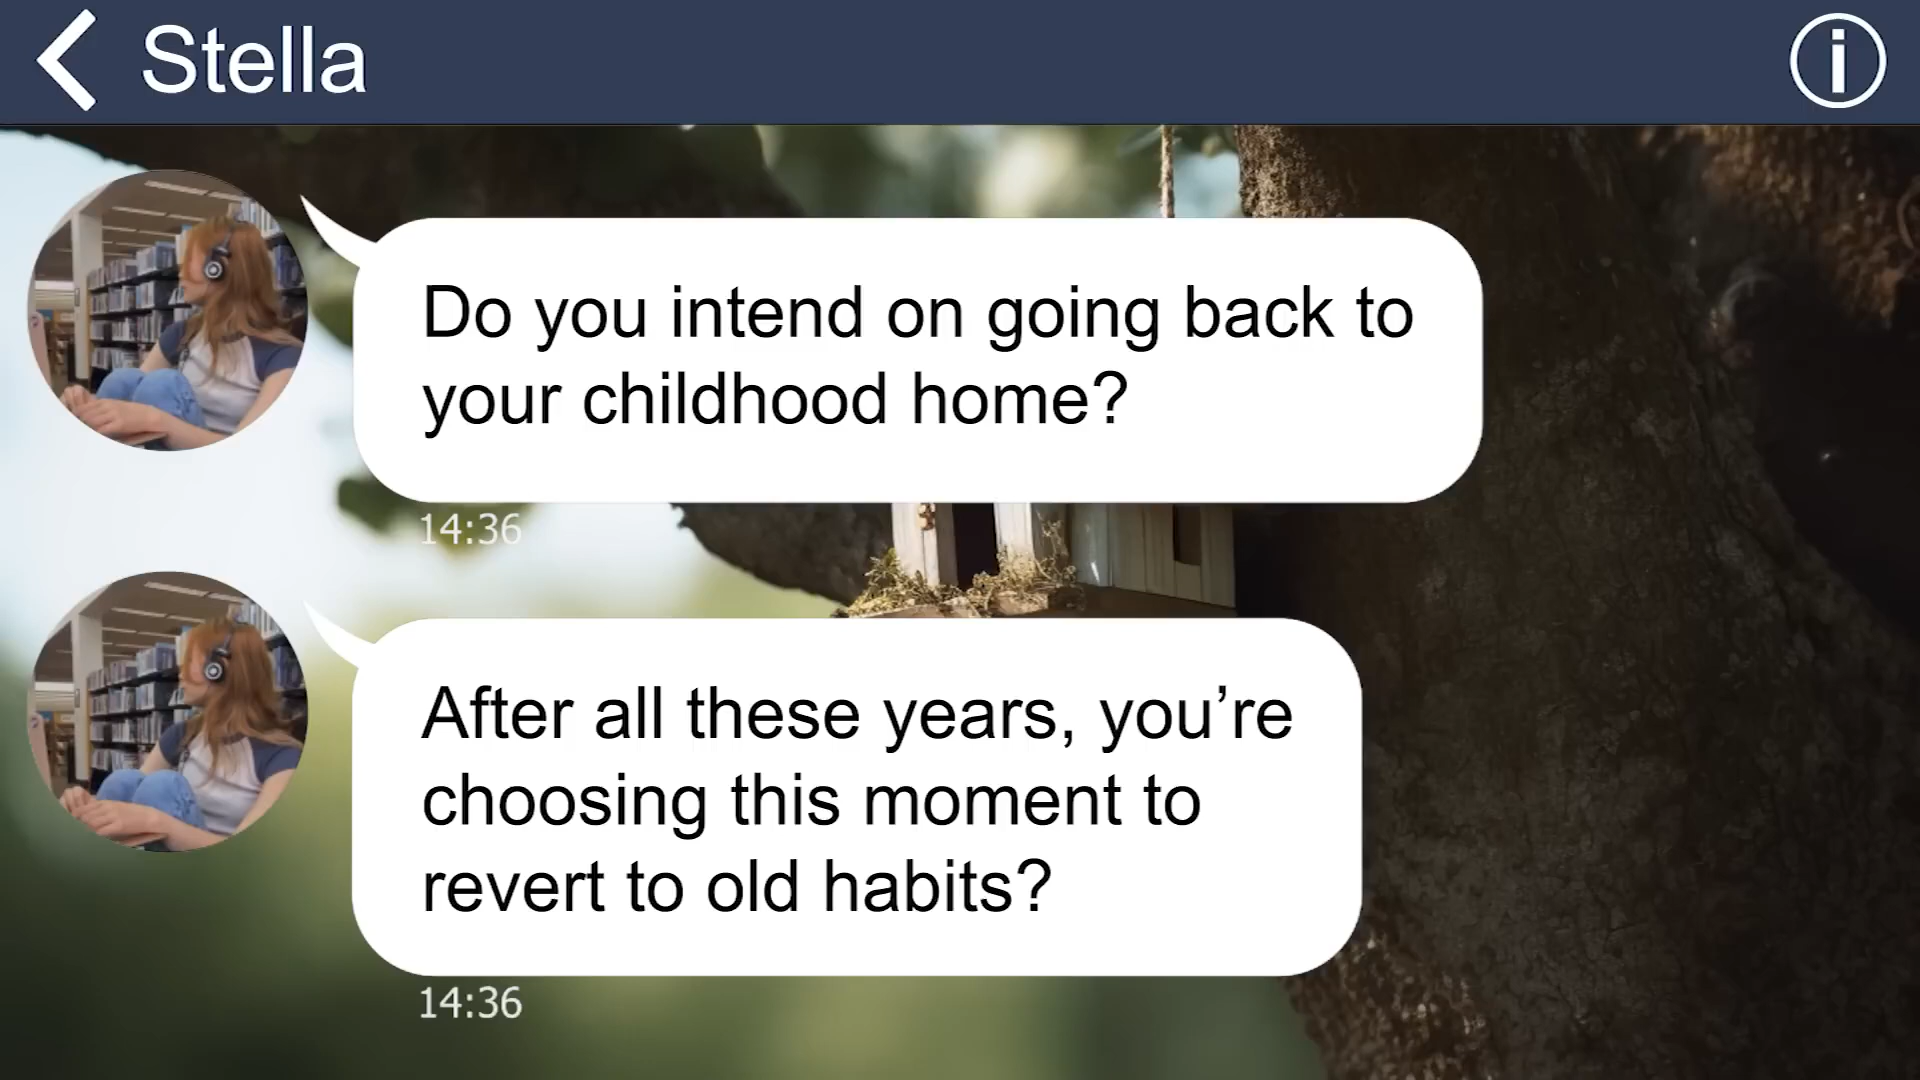 Stella
Do you intend on going back to
your childhood home?
14:36
After all these years, you’re
choosing this moment to
revert to old habits?
14:36